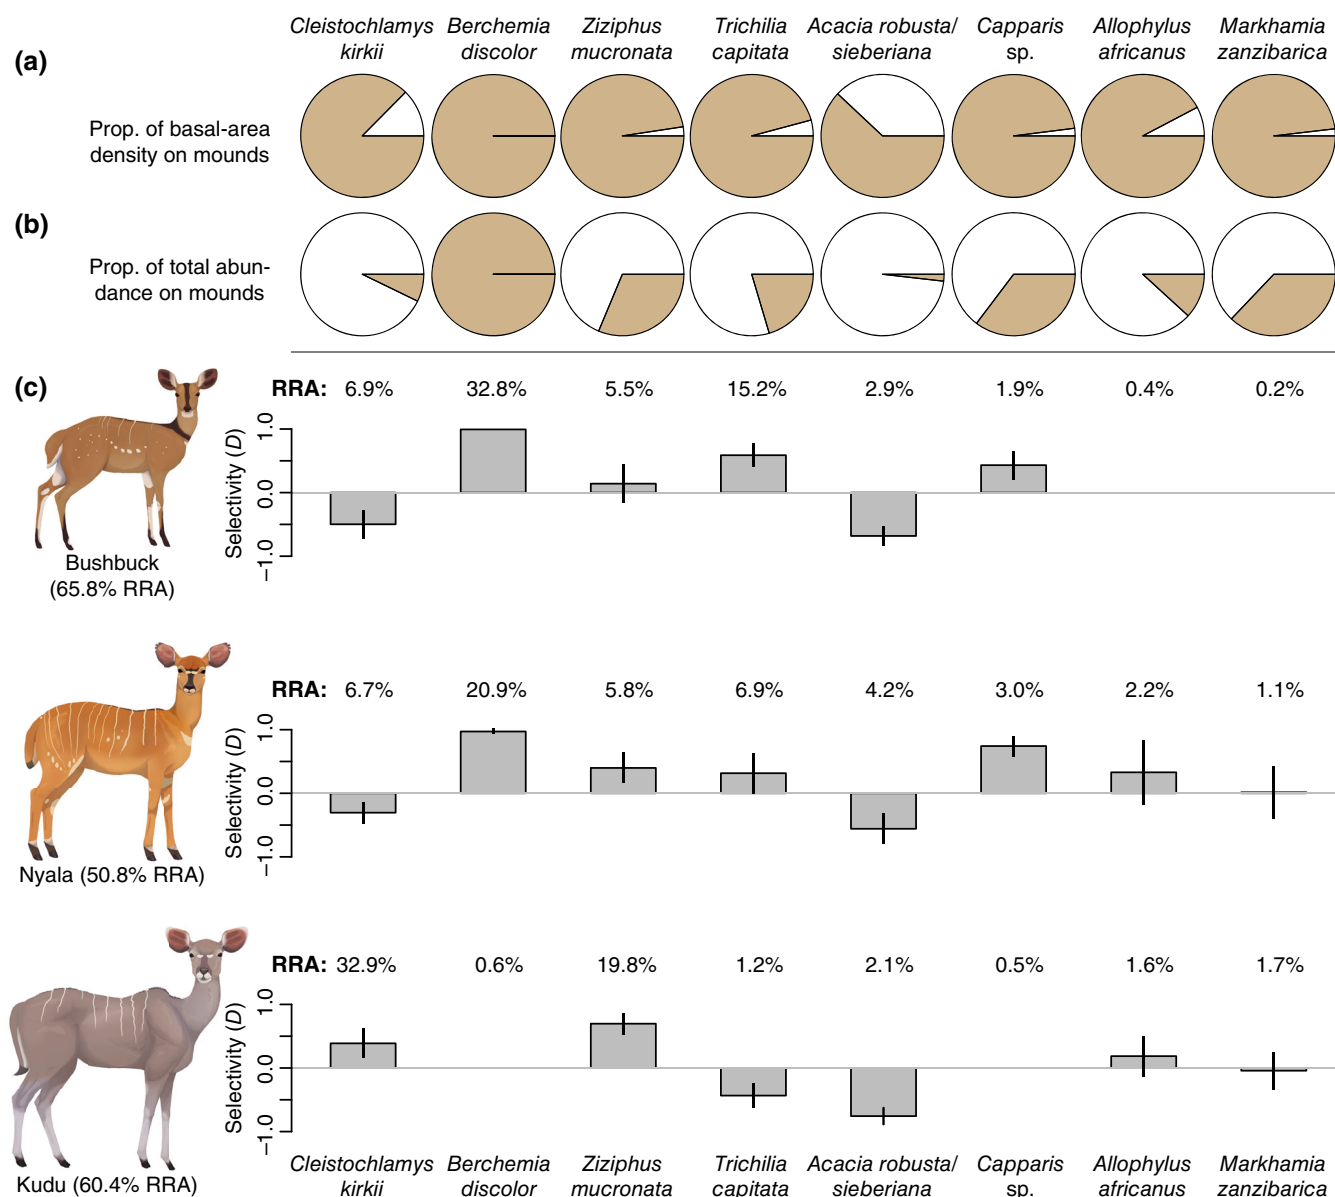 Cleistochlamys kirkii
Berchemia discolor
Ziziphus mucronata
Trichilia capitata
Acacia robusta/ sieberiana
Capparis sp.
Allophylus africanus
Markhamia zanzibarica
(a)
Prop. of basal-area
density on mounds
(b)
Prop. of total abun-
dance on mounds
(c)
RRA: 6.9% 32.8% 5.5% 15.2% 2.9% 1.9% 0.4% 0.2%
Selectivity (D)
1.0
0.0
−1.0
Bushbuck
(65.8% RRA)
RRA: 6.7% 20.9% 5.8% 6.9% 4.2% 3.0% 2.2% 1.1%
Selectivity (D)
1.0
0.0
−1.0
Nyala (50.8% RRA)
RRA: 32.9% 0.6% 19.8% 1.2% 2.1% 0.5% 1.6% 1.7%
Selectivity (D)
1.0
0.0
−1.0
Kudu (60.4% RRA)
Cleistochlamys kirkii
Berchemia discolor
Ziziphus mucronata
Trichilia capitata
Acacia robusta/ sieberiana
Capparis sp.
Allophylus africanus
Markhamia zanzibarica